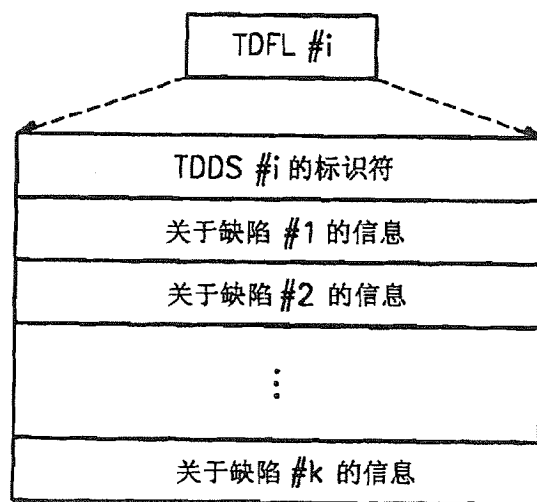 TDFL #i
TDDS #i 的标识符
关于缺陷 #1 的信息
关于缺陷 #2 的信息
⋮
关于缺陷 #k 的信息